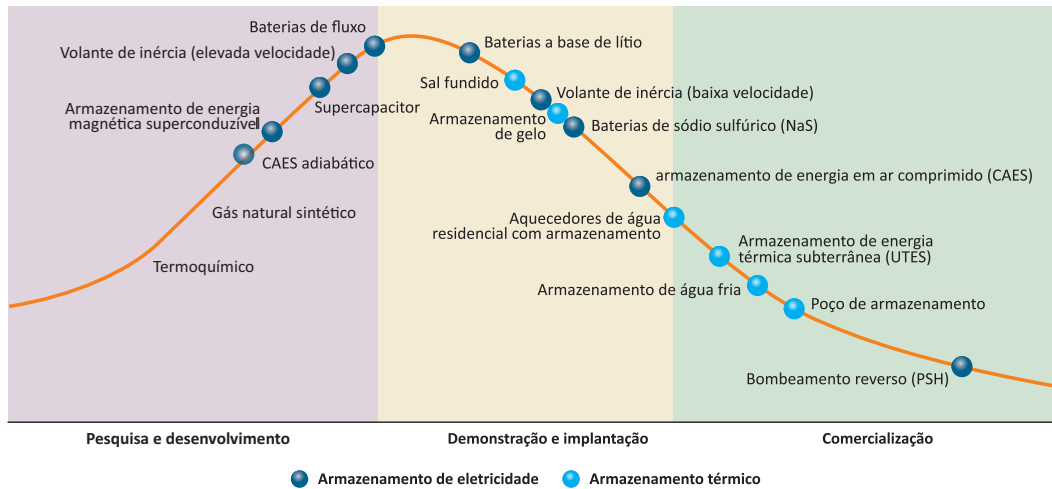 Baterias de fluxo
Volante de inércia (elevada velocidade)
Supercapacitor
Armazenamento de energia
magnética superconduzível
CAES adiabático
Gás natural sintético
Termoquímico
Baterias a base de lítio
Sal fundido
Volante de inércia (baixa velocidade)
Armazenamento
de gelo
Baterias de sódio sulfúrico (NaS)
armazenamento de energia em ar comprimido (CAES)
Aquecedores de água
residencial com armazenamento
Armazenamento de energia
térmica subterrânea (UTES)
Armazenamento de água fria
Poço de armazenamento
Bombeamento reverso (PSH)
Pesquisa e desenvolvimento
Demonstração e implantação
Comercialização
Armazenamento de eletricidade
Armazenamento térmico